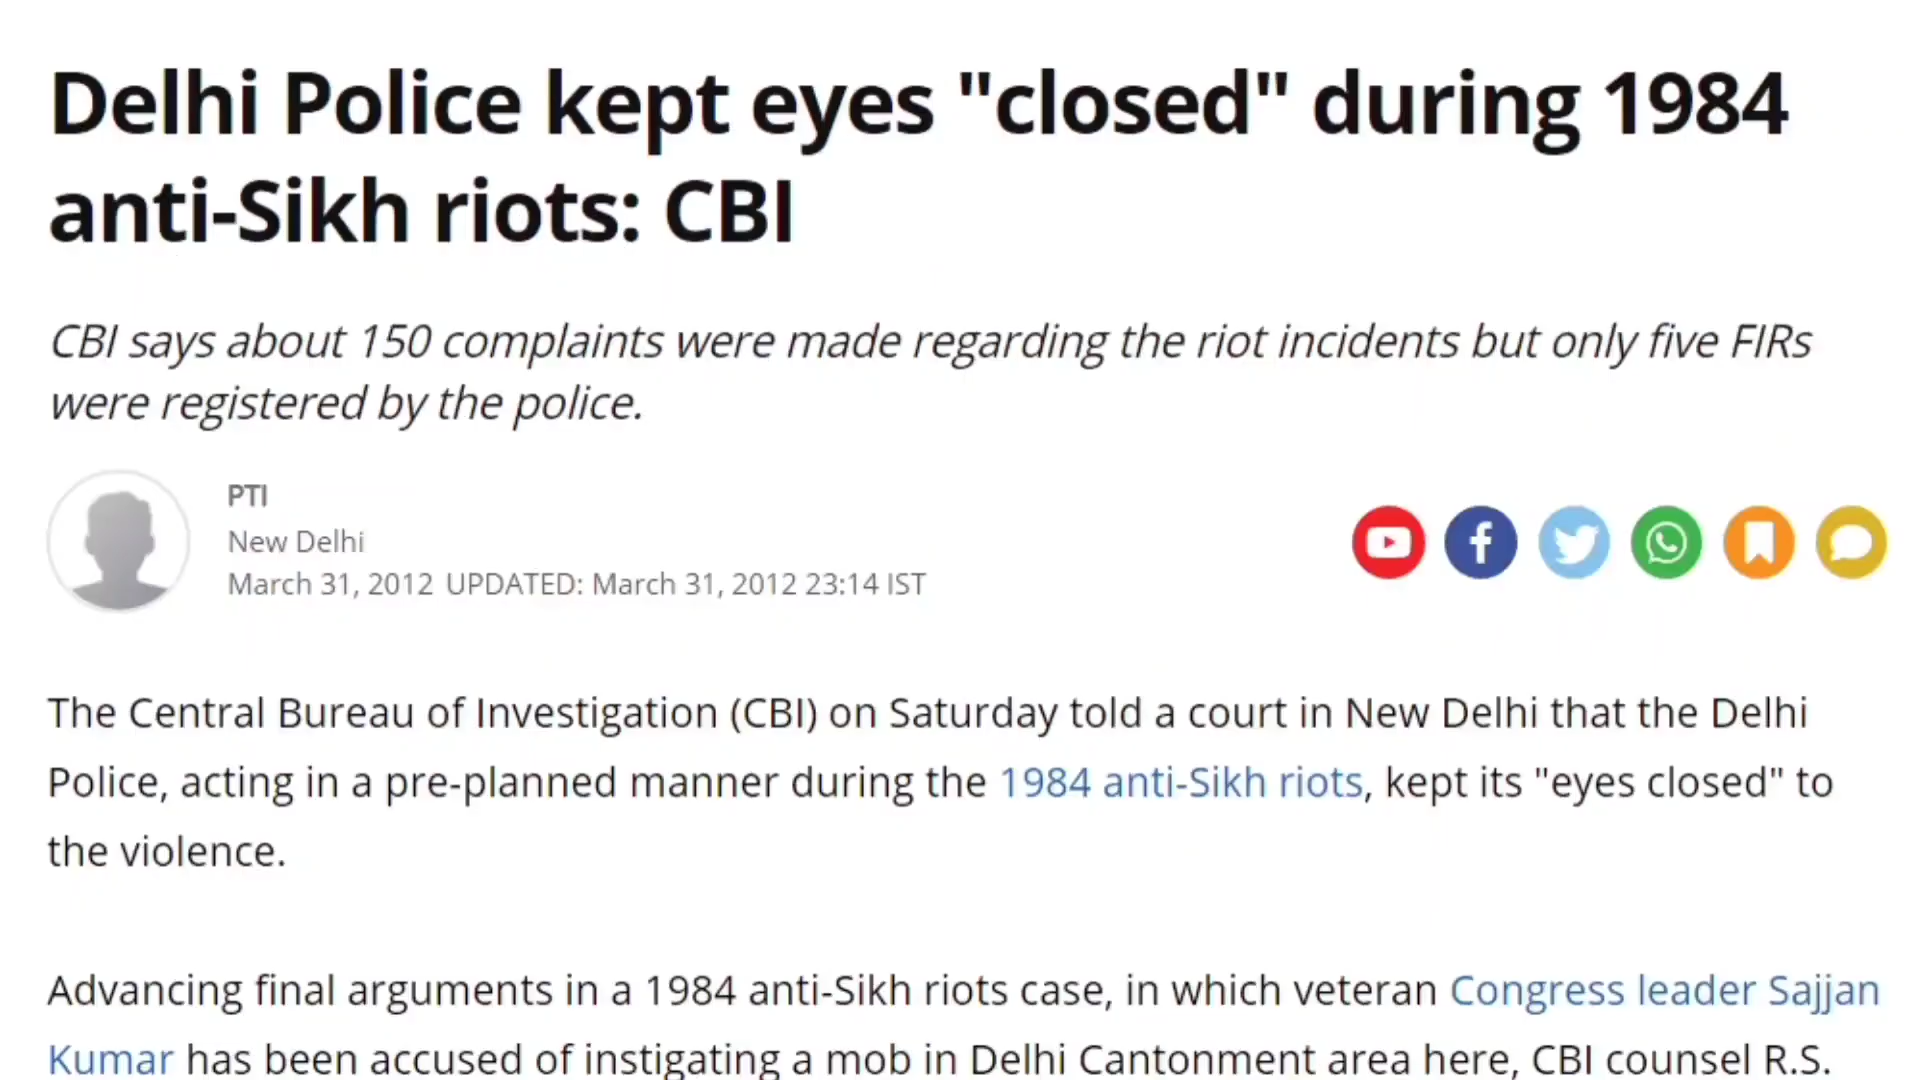 Delhi Police kept eyes "closed" during 1984
anti-Sikh riots: CBI
CBI says about 150 complaints were made regarding the riot incidents but only five FIRs
were registered by the police.
PTI
New Delhi
March 31, 2012 UPDATED: March 31, 2012 23:14 IST
The Central Bureau of Investigation (CBI) on Saturday told a court in New Delhi that the Delhi
Police, acting in a pre-planned manner during the 1984 anti-Sikh riots, kept its "eyes closed" to
the violence.
Advancing final arguments in a 1984 anti-Sikh riots case, in which veteran Congress leader Sajjan
Kumar has been accused of instigating a mob in Delhi Cantonment area here, CBI counsel R.S.